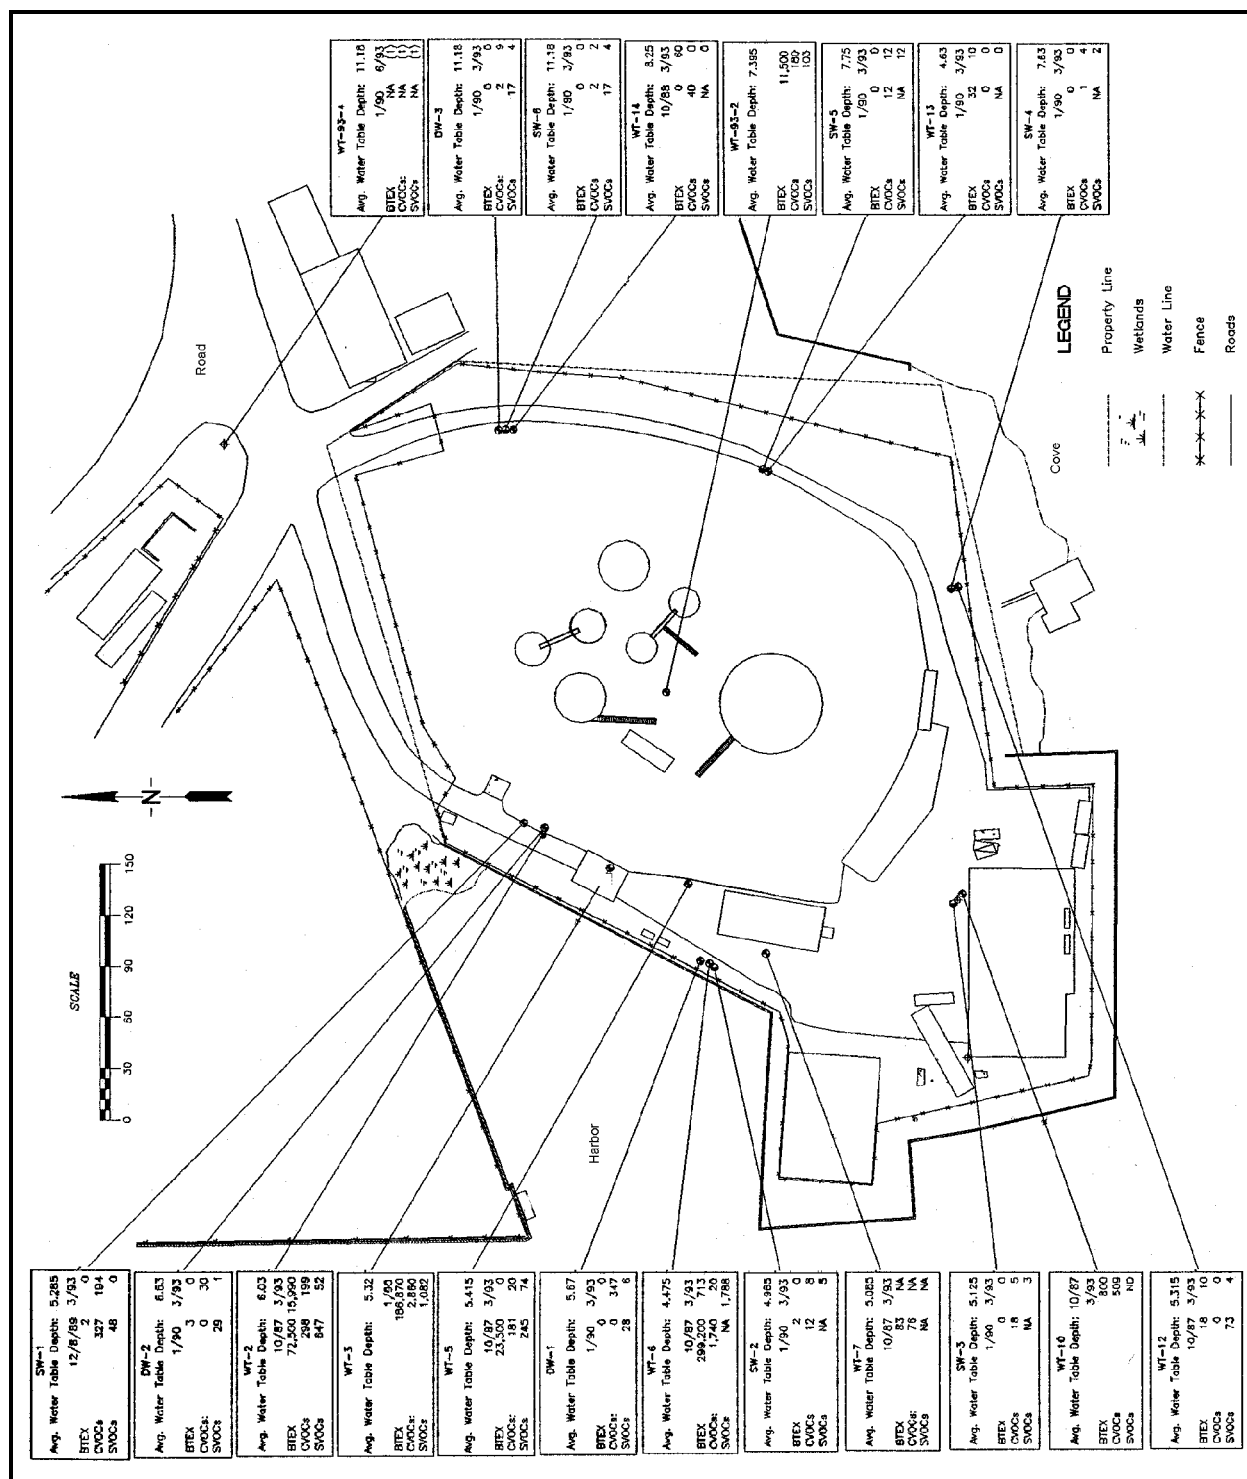 WT-93-4
Avg. Water Table Depth: 11.18
1/90 6/93
BTEX NA (1)
CVOCs: NA (1)
SVOCs NA (1)
DW-3
Avg. Water Table Depth: 11.18
1/90 3/93
BTEX 0 0
CVOCs 2 9
SVOCs 17 4
SW-6
Avg. Water Table Depth: 11.18
1/90 3/93
BTEX 0 0
CVOCs 2 2
SVOCs 17 4
WT-14
Avg. Water Table Depth: 8.25
10/88 3/93
BTEX 0 60
CVOCs 40 0
SVOCs NA 0
WT-93-2
Avg. Water Table Depth: 7.395
BTEX 11,500
CVOCs 180
SVOCs 103
SW-5
Avg. Water Table Depth: 7.75
1/90 3/93
BTEX 0 0
CVOCs 12 12
SVOCs NA 12
WT-13
Avg. Water Table Depth: 4.63
1/90 3/93
BTEX 32 10
CVOCs 0 0
SVOCs NA 0
SW-4
Avg. Water Table Depth: 7.83
1/90 3/93
BTEX 0 0
CVOCs 1 4
SVOCs NA 2
Road
Cove
LEGEND
Property Line
Wetlands
Water Line
Fence
Roads
-N-
SCALE
0 30 60 90 120 150
Harbor
SW-1
Avg. Water Table Depth: 5.285
12/8/89 3/93
BTEX 2 0
CVOCs 327 194
SVOCs 48 0
DW-2
Avg. Water Table Depth: 6.63
1/90 3/93
BTEX 3 0
CVOCs: 0 30
SVOCs 29 1
WT-2
Avg. Water Table Depth: 6.03
10/87 3/93
BTEX 72,500 15,990
CVOCs 298 199
SVOCs 847 52
WT-3
Avg. Water Table Depth: 5.32
1/90
BTEX 186,870
CVOCs: 2,890
SVOCs 1,082
WT-5
Avg. Water Table Depth: 5.415
10/87 3/93
BTEX 23,500 0
CVOCs: 181 20
SVOCs 245 74
DW-1
Avg. Water Table Depth: 5.67
1/90 3/93
BTEX 0 0
CVOCs: 0 347
SVOCs 28 6
WT-6
Avg. Water Table Depth: 4.475
10/87 3/93
BTEX 299,200 713
CVOCs: 1,740 20
SVOCs NA 1,788
SW-2
Avg. Water Table Depth: 4.965
1/90 3/93
BTEX 2 0
CVOCs 12 8
SVOCs NA 5
WT-7
Avg. Water Table Depth: 5.085
10/87 3/93
BTEX 83 NA
CVOCs: 76 NA
SVOCs NA NA
SW-3
Avg. Water Table Depth: 5.125
1/90 3/93
BTEX 0 0
CVOCs 18 5
SVOCs NA 3
WT-10
Avg. Water Table Depth: 10/87
3/93
BTEX 800
CVOCs 509
SVOCs ND
WT-12
Avg. Water Table Depth: 5.315
10/87 3/93
BTEX 18 10
CVOCs 0 0
SVOCs 73 4